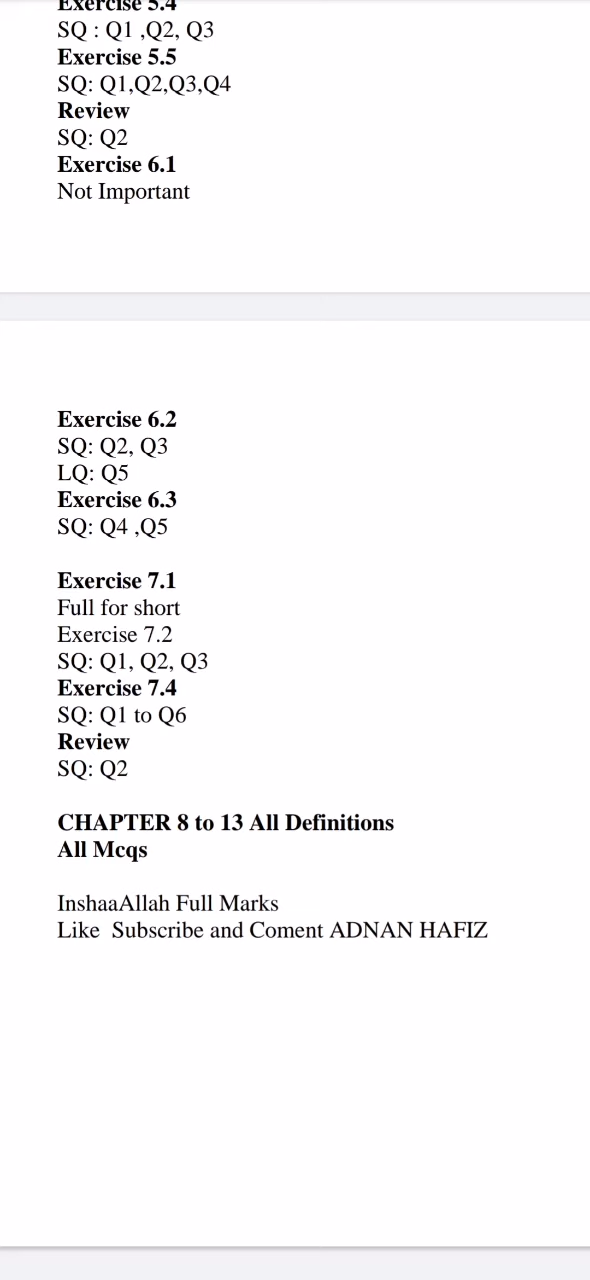 Exercise 5.4
SQ : Q1 ,Q2, Q3
Exercise 5.5
SQ: Q1,Q2,Q3,Q4
Review
SQ: Q2
Exercise 6.1
Not Important
Exercise 6.2
SQ: Q2, Q3
LQ: Q5
Exercise 6.3
SQ: Q4 ,Q5
Exercise 7.1
Full for short
Exercise 7.2
SQ: Q1, Q2, Q3
Exercise 7.4
SQ: Q1 to Q6
Review
SQ: Q2
CHAPTER 8 to 13 All Definitions
All Mcqs
InshaaAllah Full Marks
Like  Subscribe and Coment ADNAN HAFIZ